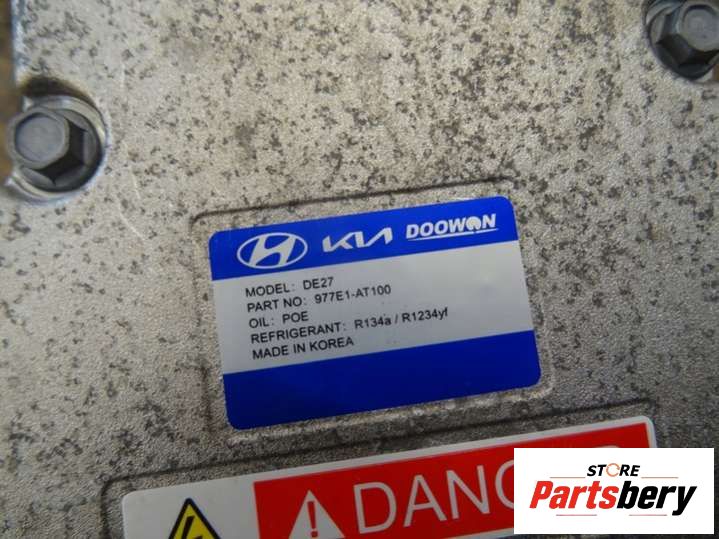 KIA DOOWON
MODEL: DE27
PART NO: 977E1-AT100
OIL: POE
REFRIGERANT: R134a / R1234yf
MADE IN KOREA
DANG
STORE
Partsbery